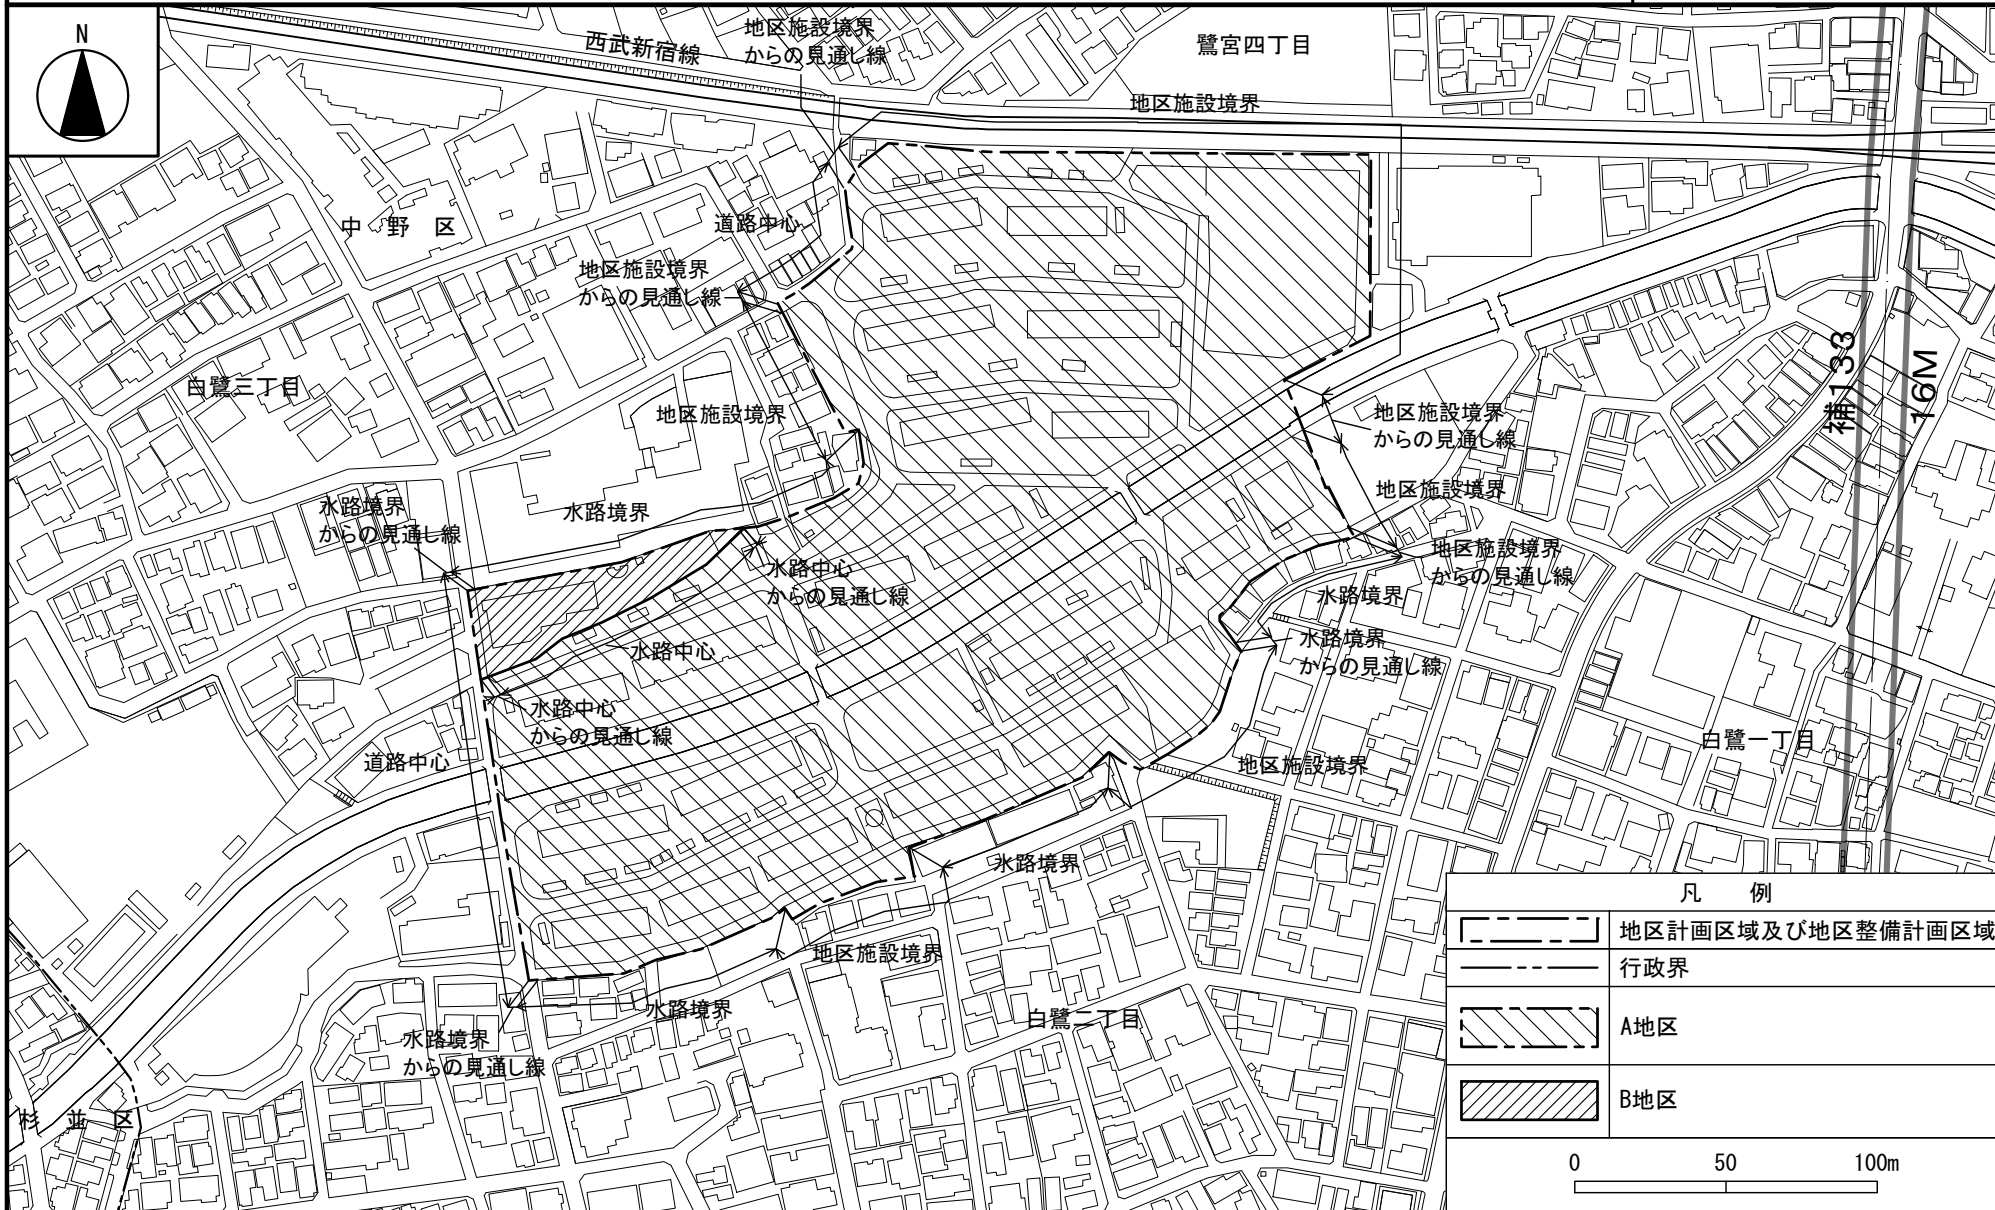 N
西武新宿線
地区施設境界
からの見通し線
鷺宮四丁目
地区施設境界
中 野 区
道路中心
地区施設境界
からの見通し線
白鷺三丁目
地区施設境界
補133
16M
地区施設境界
からの見通し線
地区施設境界
水路境界
からの見通し線
水路境界
地区施設境界
からの見通し線
水路中心
からの見通し線
水路境界
水路中心
水路境界
からの見通し線
水路中心
からの見通し線
道路中心
白鷺一丁目
地区施設境界
水路境界
地区施設境界
水路境界
白鷺二丁目
水路境界
からの見通し線
杉 並 区
凡 例
地区計画区域及び地区整備計画区域
行政界
A地区
B地区
0 50 100m